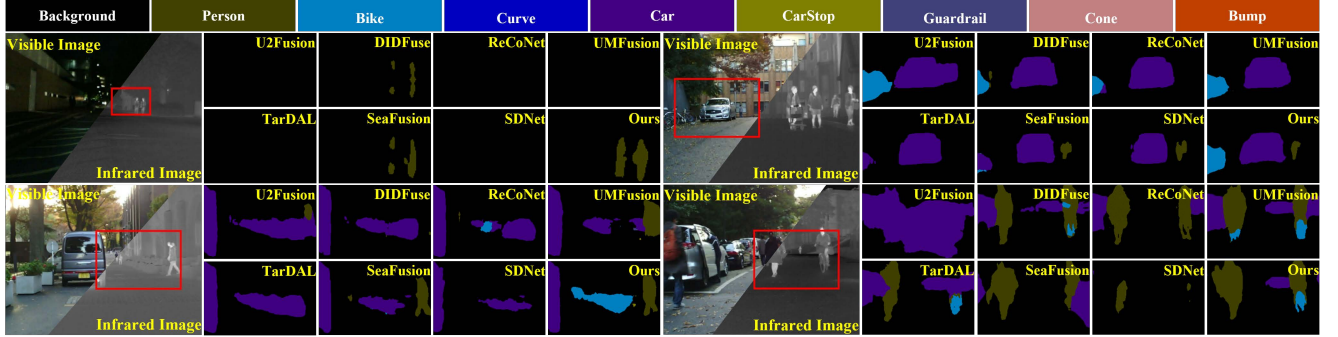 Background Person Bike Curve Car CarStop Guardrail Cone Bump
Visible Image U2Fusion DIDFuse ReCoNet UMFusion
TarDAL SeaFusion SDNet Ours
Infrared Image
Visible Image U2Fusion DIDFuse ReCoNet UMFusion
TarDAL SeaFusion SDNet Ours
Infrared Image
Visible Image U2Fusion DIDFuse ReCoNet UMFusion
TarDAL SeaFusion SDNet Ours
Infrared Image
Visible Image U2Fusion DIDFuse ReCoNet UMFusion
TarDAL SeaFusion SDNet Ours
Infrared Image